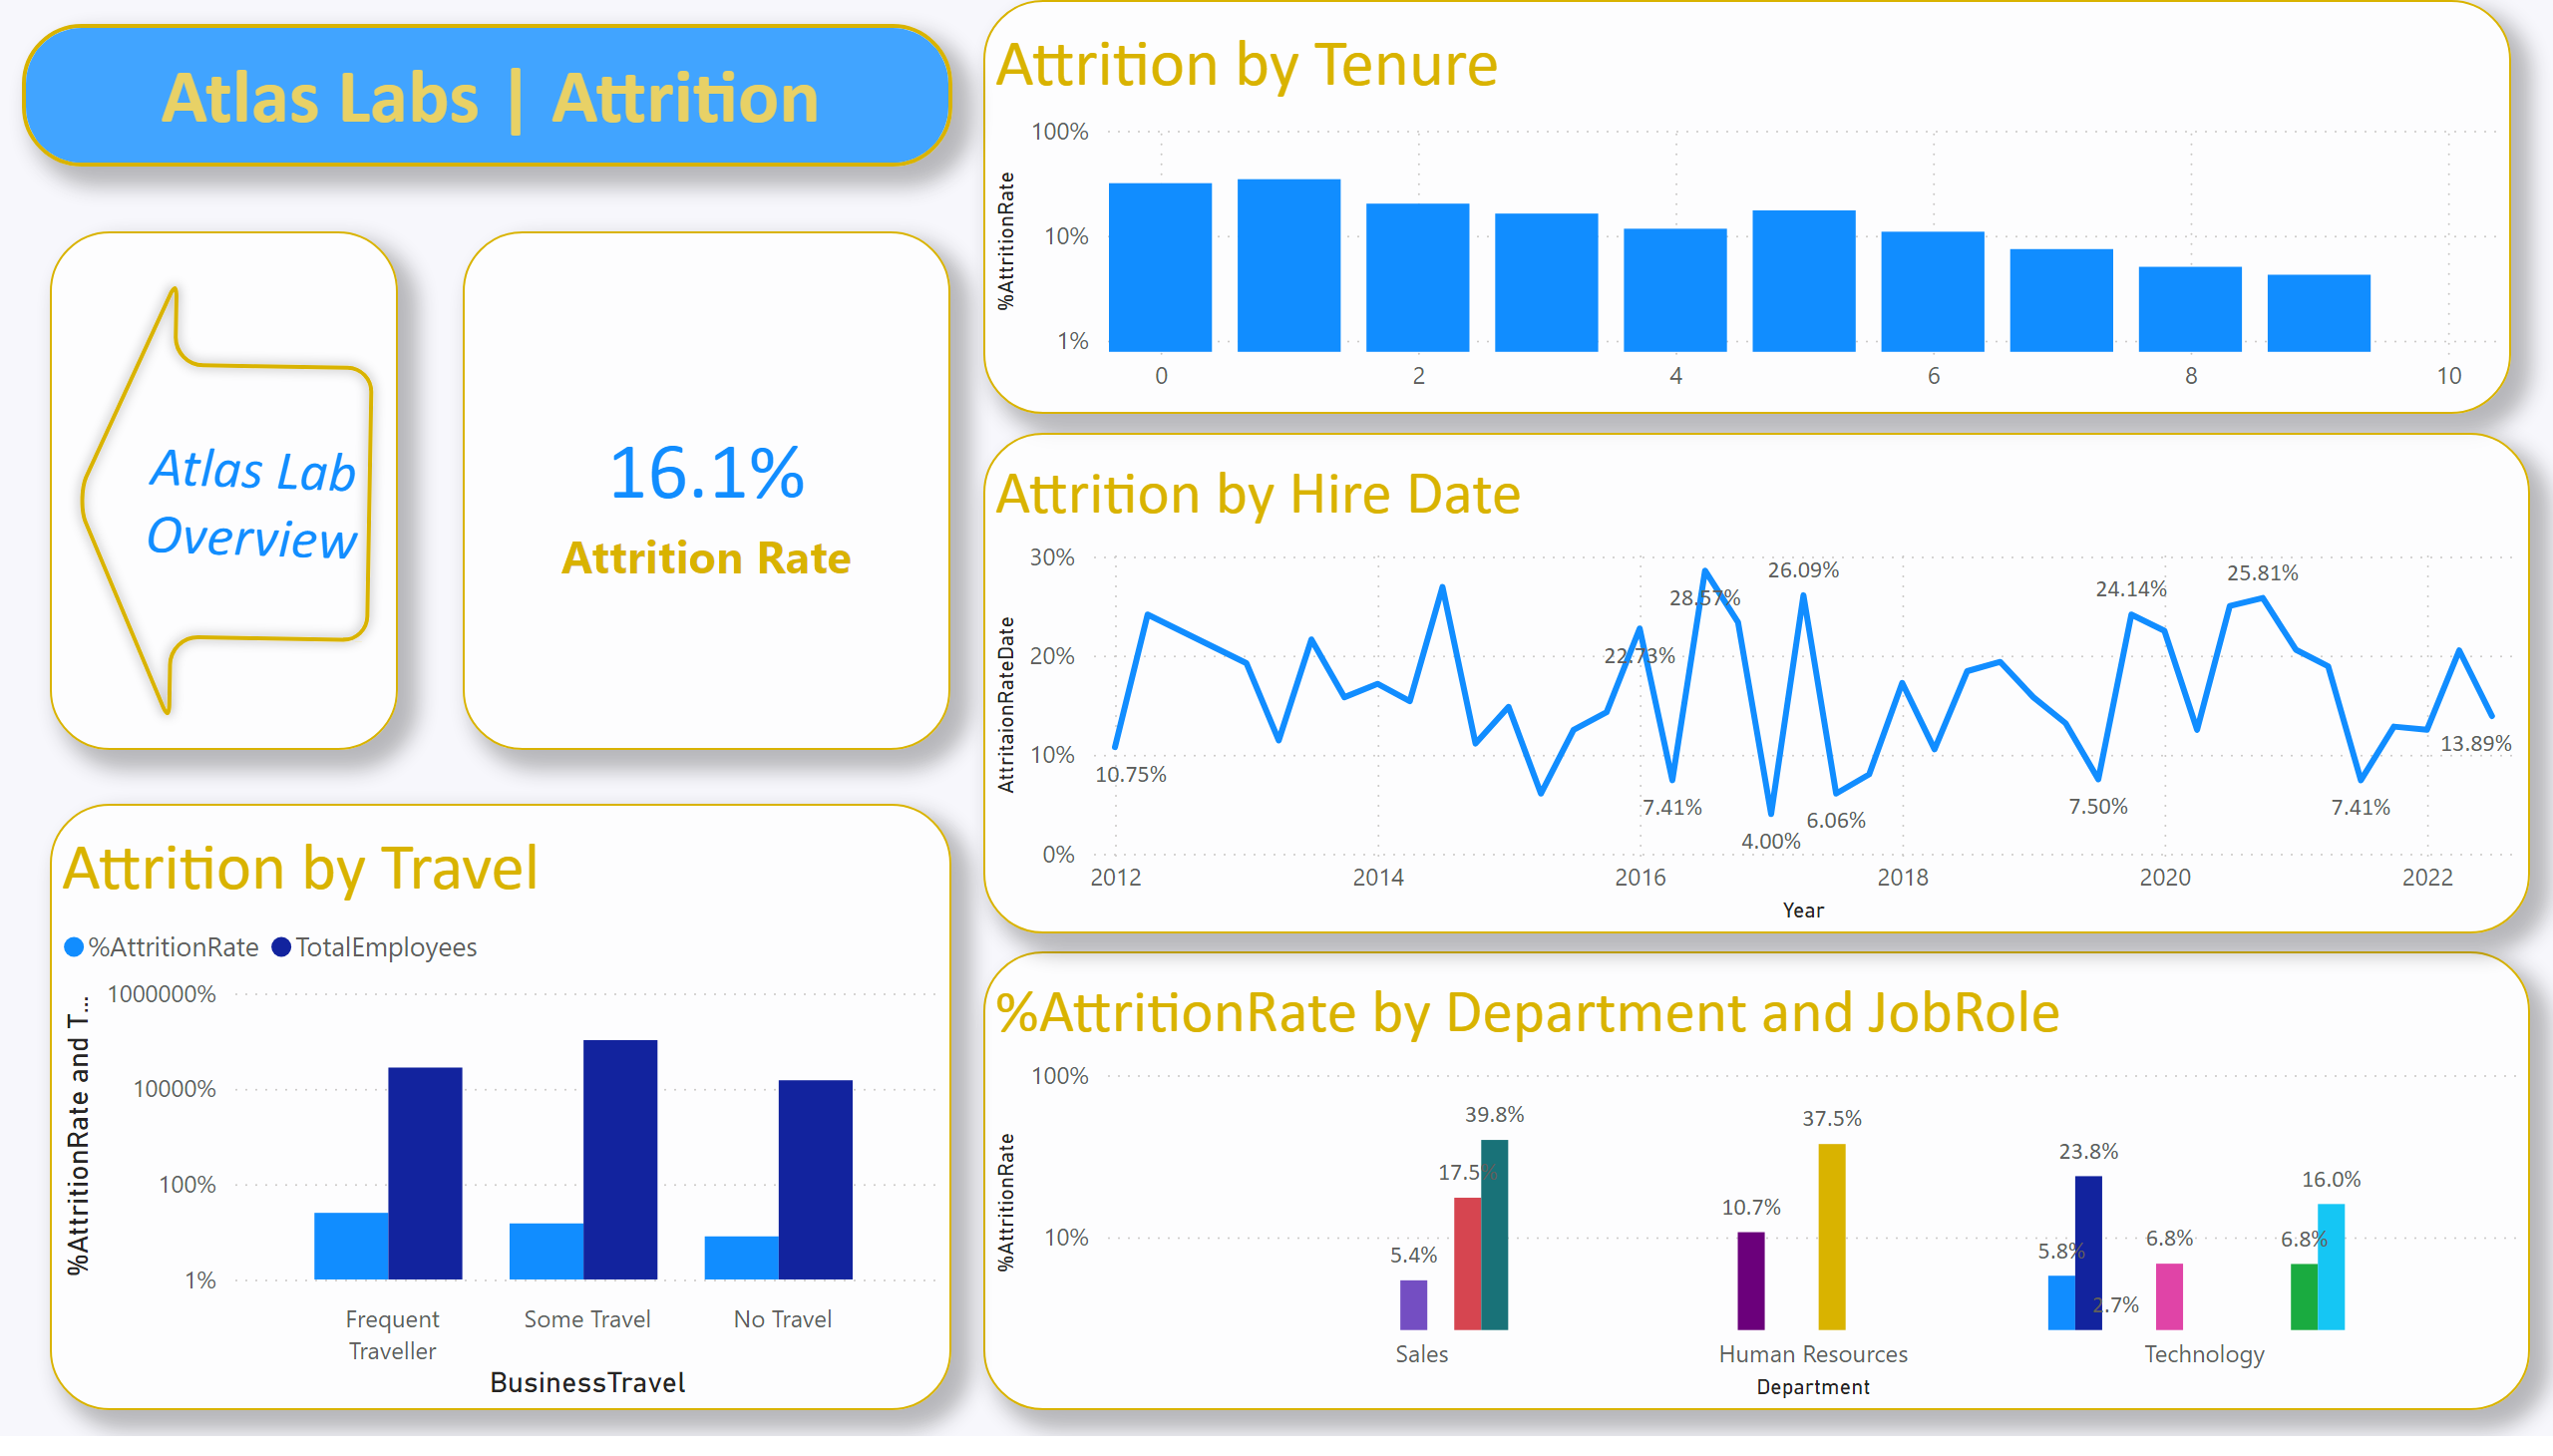 Atlas Labs | Attrition
Atlas Lab
Overview
16.1%
Attrition Rate
Attrition by Travel
%AttritionRate TotalEmployees
%AttritionRate and T...
1000000%
10000%
100%
1%
Frequent
Traveller
Some Travel
No Travel
BusinessTravel
Attrition by Tenure
%AttritionRate
100%
10%
1%
0 2 4 6 8 10
Attrition by Hire Date
AttritaionRateDate
30%
20%
10%
0%
10.75%
22.73%
7.41%
28.57%
4.00%
26.09%
6.06%
7.50%
24.14%
25.81%
7.41%
13.89%
2012 2014 2016 2018 2020 2022
Year
%AttritionRate by Department and JobRole
%AttritionRate
100%
10%
5.4%
17.5%
39.8%
10.7%
37.5%
5.8%
23.8%
2.7%
6.8%
6.8%
16.0%
Sales Human Resources Technology
Department